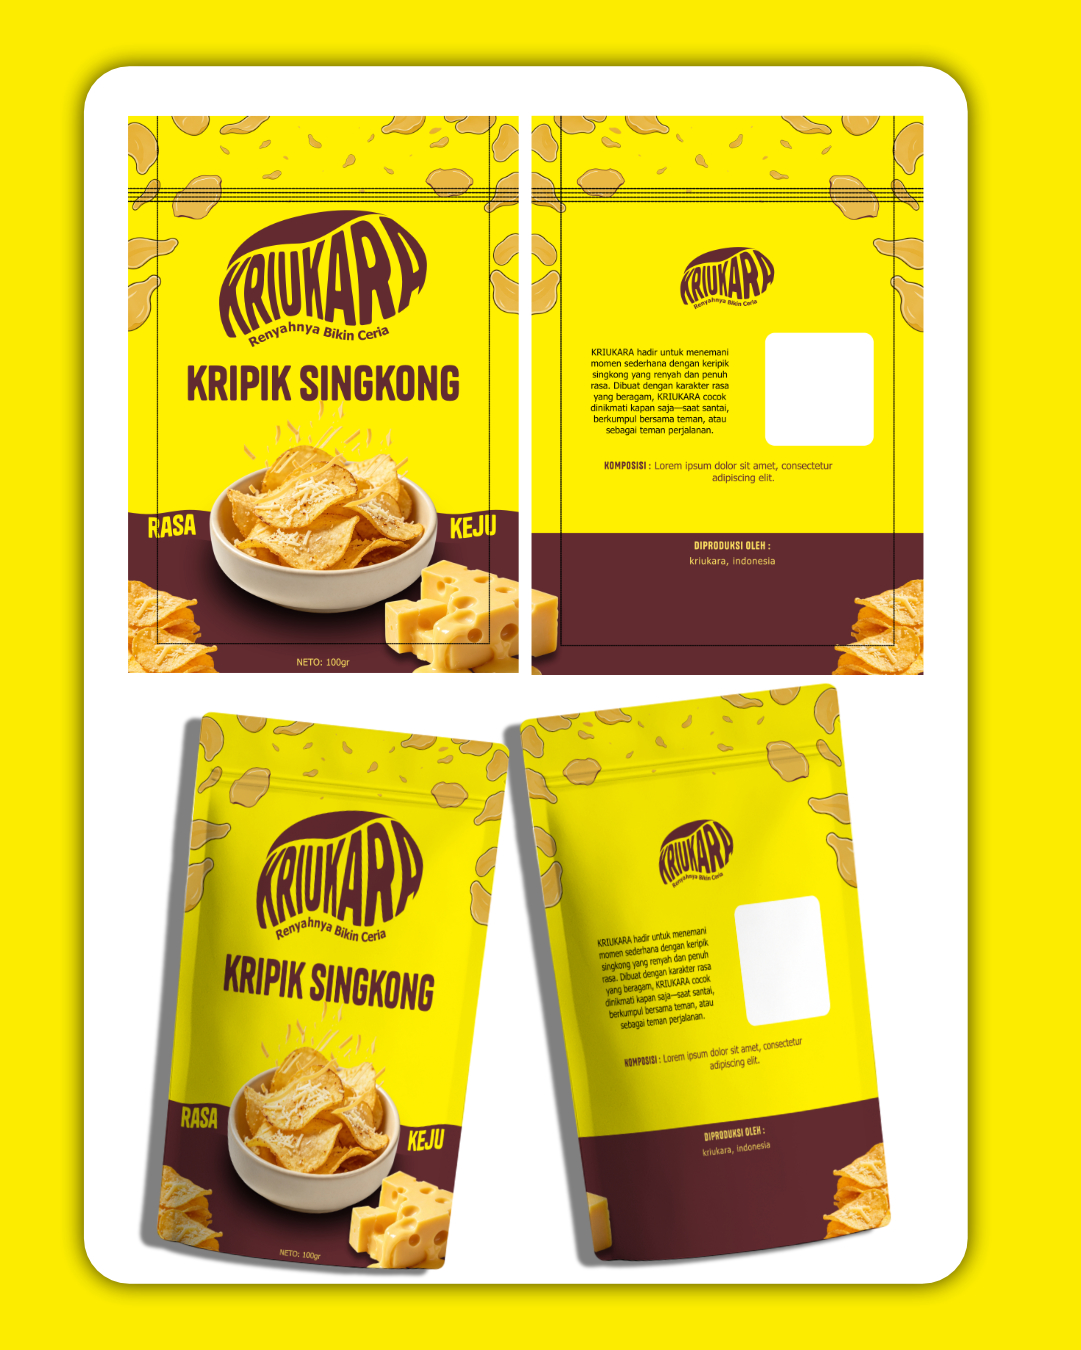 KRIUKARA
Renyahnya Bikin Ceria
KRIPIK SINGKONG
RASA
KEJU
NETO: 100gr
KRIUKARA
Renyahnya Bikin Ceria
KRIUKARA hadir untuk menemani
momen sederhana dengan keripik
singkong yang renyah dan penuh
rasa. Dibuat dengan karakter rasa
yang beragam, KRIUKARA cocok
dinikmati kapan saja—saat santai,
berkumpul bersama teman, atau
sebagai teman perjalanan.
KOMPOSISI : Lorem ipsum dolor sit amet, consectetur
adipiscing elit.
DIPRODUKSI OLEH :
kriukara, indonesia
KRIUKARA
Renyahnya Bikin Ceria
KRIPIK SINGKONG
RASA
KEJU
NETO: 100gr
KRIUKARA
Renyahnya Bikin Ceria
KRIUKARA hadir untuk menemani
momen sederhana dengan keripik
singkong yang renyah dan penuh
rasa. Dibuat dengan karakter rasa
yang beragam, KRIUKARA cocok
dinikmati kapan saja—saat santai,
berkumpul bersama teman, atau
sebagai teman perjalanan.
KOMPOSISI : Lorem ipsum dolor sit amet, consectetur
adipiscing elit.
DIPRODUKSI OLEH :
kriukara, indonesia